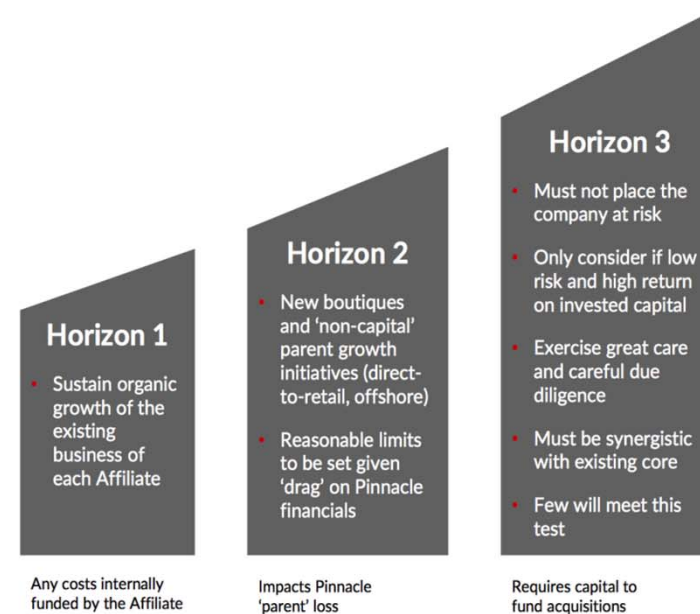 Horizon 1
• Sustain organic
growth of the
existing
business of
each Affiliate
Any costs internally
funded by the Affiliate
Horizon 2
• New boutiques
and ‘non-capital’
parent growth
initiatives (direct-
to-retail, offshore)
• Reasonable limits
to be set given
‘drag’ on Pinnacle
financials
Impacts Pinnacle
‘parent’ loss
Horizon 3
• Must not place the
company at risk
• Only consider if low
risk and high return
on invested capital
• Exercise great care
and careful due
diligence
• Must be synergistic
with existing core
• Few will meet this
test
Requires capital to
fund acquisitions